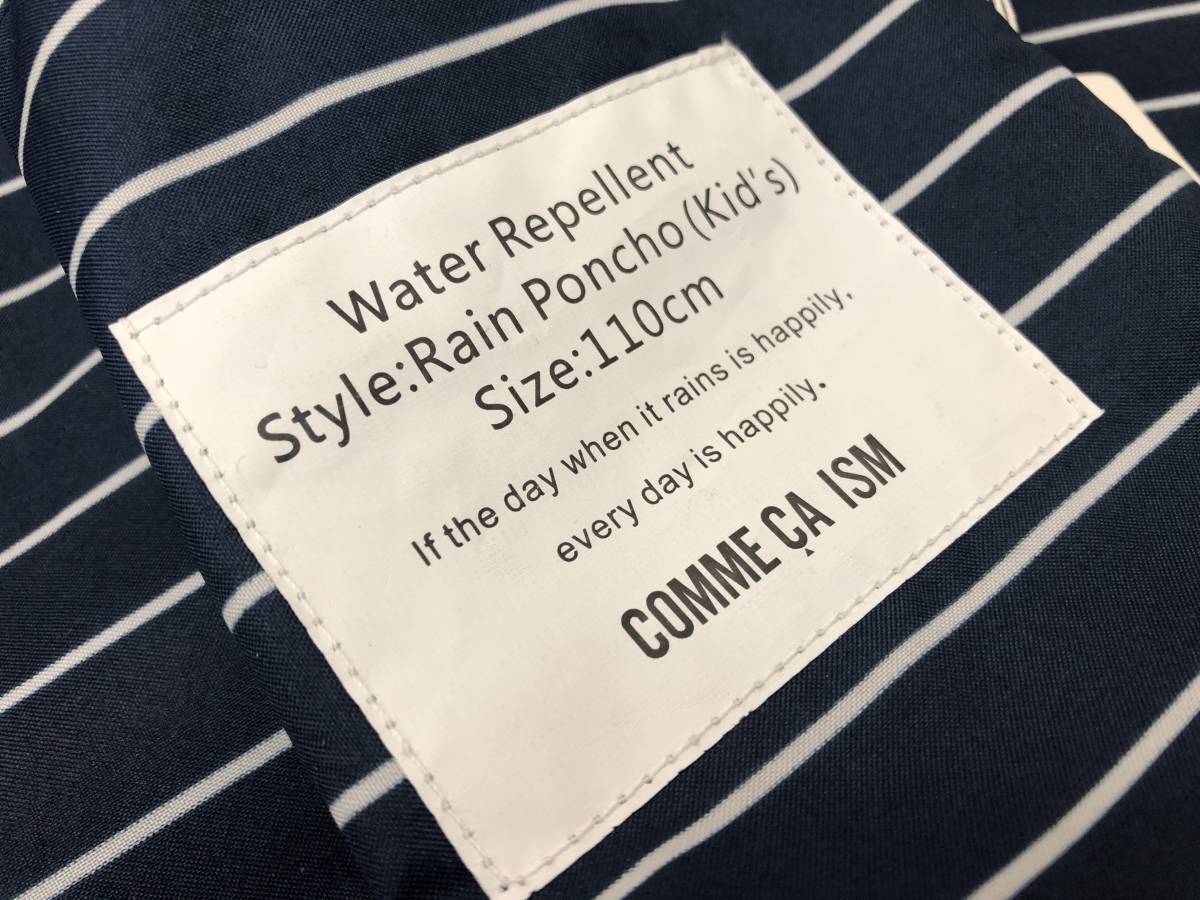 Water Repellent
Style:Rain Poncho(Kid's)
Size:110cm
If the day when it rains is happily,
every day is happily.
COMME ÇA ISM